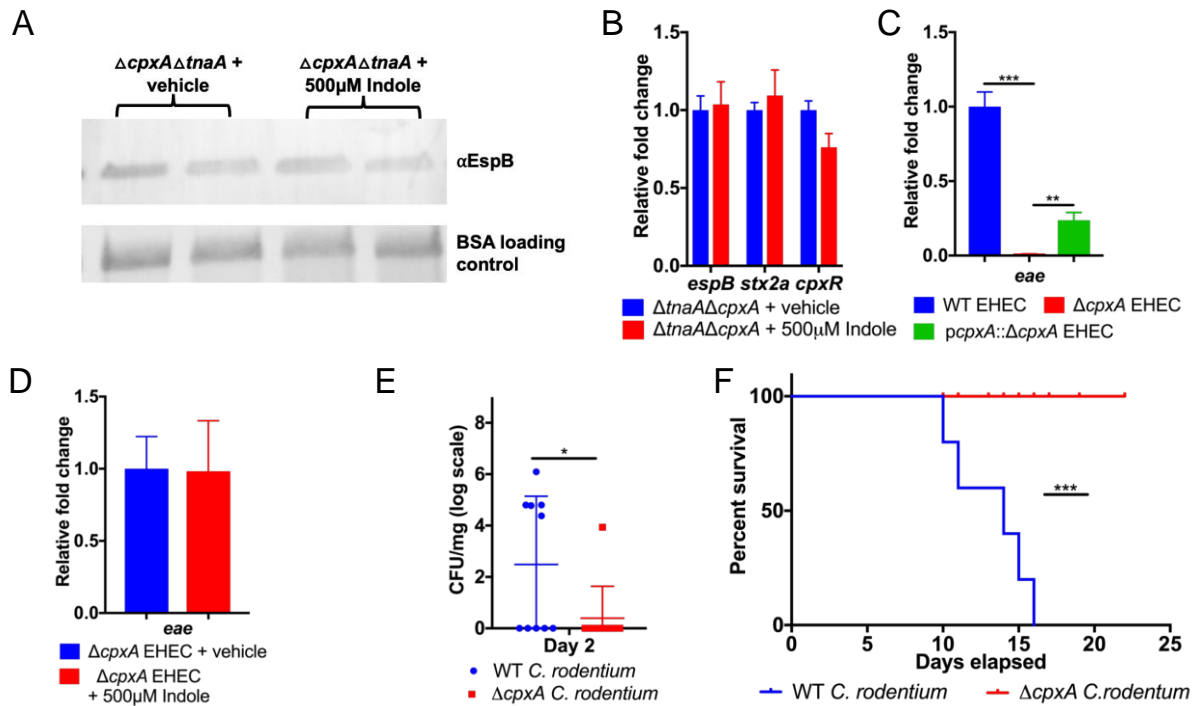 A
ΔcpxAΔtnaA +
vehicle
ΔcpxAΔtnaA +
500μM Indole
αEspB
BSA loading
control
B
Relative fold change
1.5
1.0
0.5
0.0
espB stx2a cpxR
ΔtnaAΔcpxA + vehicle
ΔtnaAΔcpxA + 500μM Indole
C
Relative fold change
1.5
1.0
0.5
0.0
***
**
eae
WT EHEC
ΔcpxA EHEC
pcpxA::ΔcpxA EHEC
D
Relative fold change
1.5
1.0
0.5
0.0
eae
ΔcpxA EHEC + vehicle
ΔcpxA EHEC
+ 500μM Indole
E
CFU/mg (log scale)
8
6
4
2
0
*
Day 2
WT C. rodentium
ΔcpxA C. rodentium
F
Percent survival
100
50
0
***
0 5 10 15 20 25
Days elapsed
WT C. rodentium
ΔcpxA C.rodentum